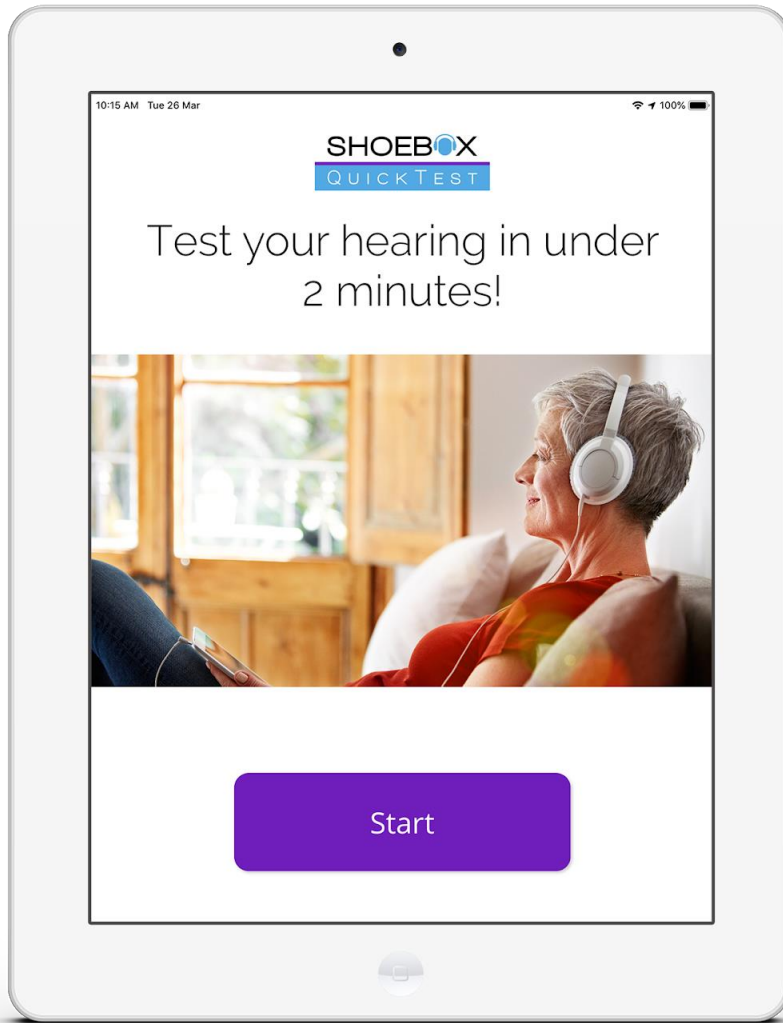 10:15 AM Tue 26 Mar 100%
SHOEBOX
QUICKTEST
Test your hearing in under
2 minutes!
Start